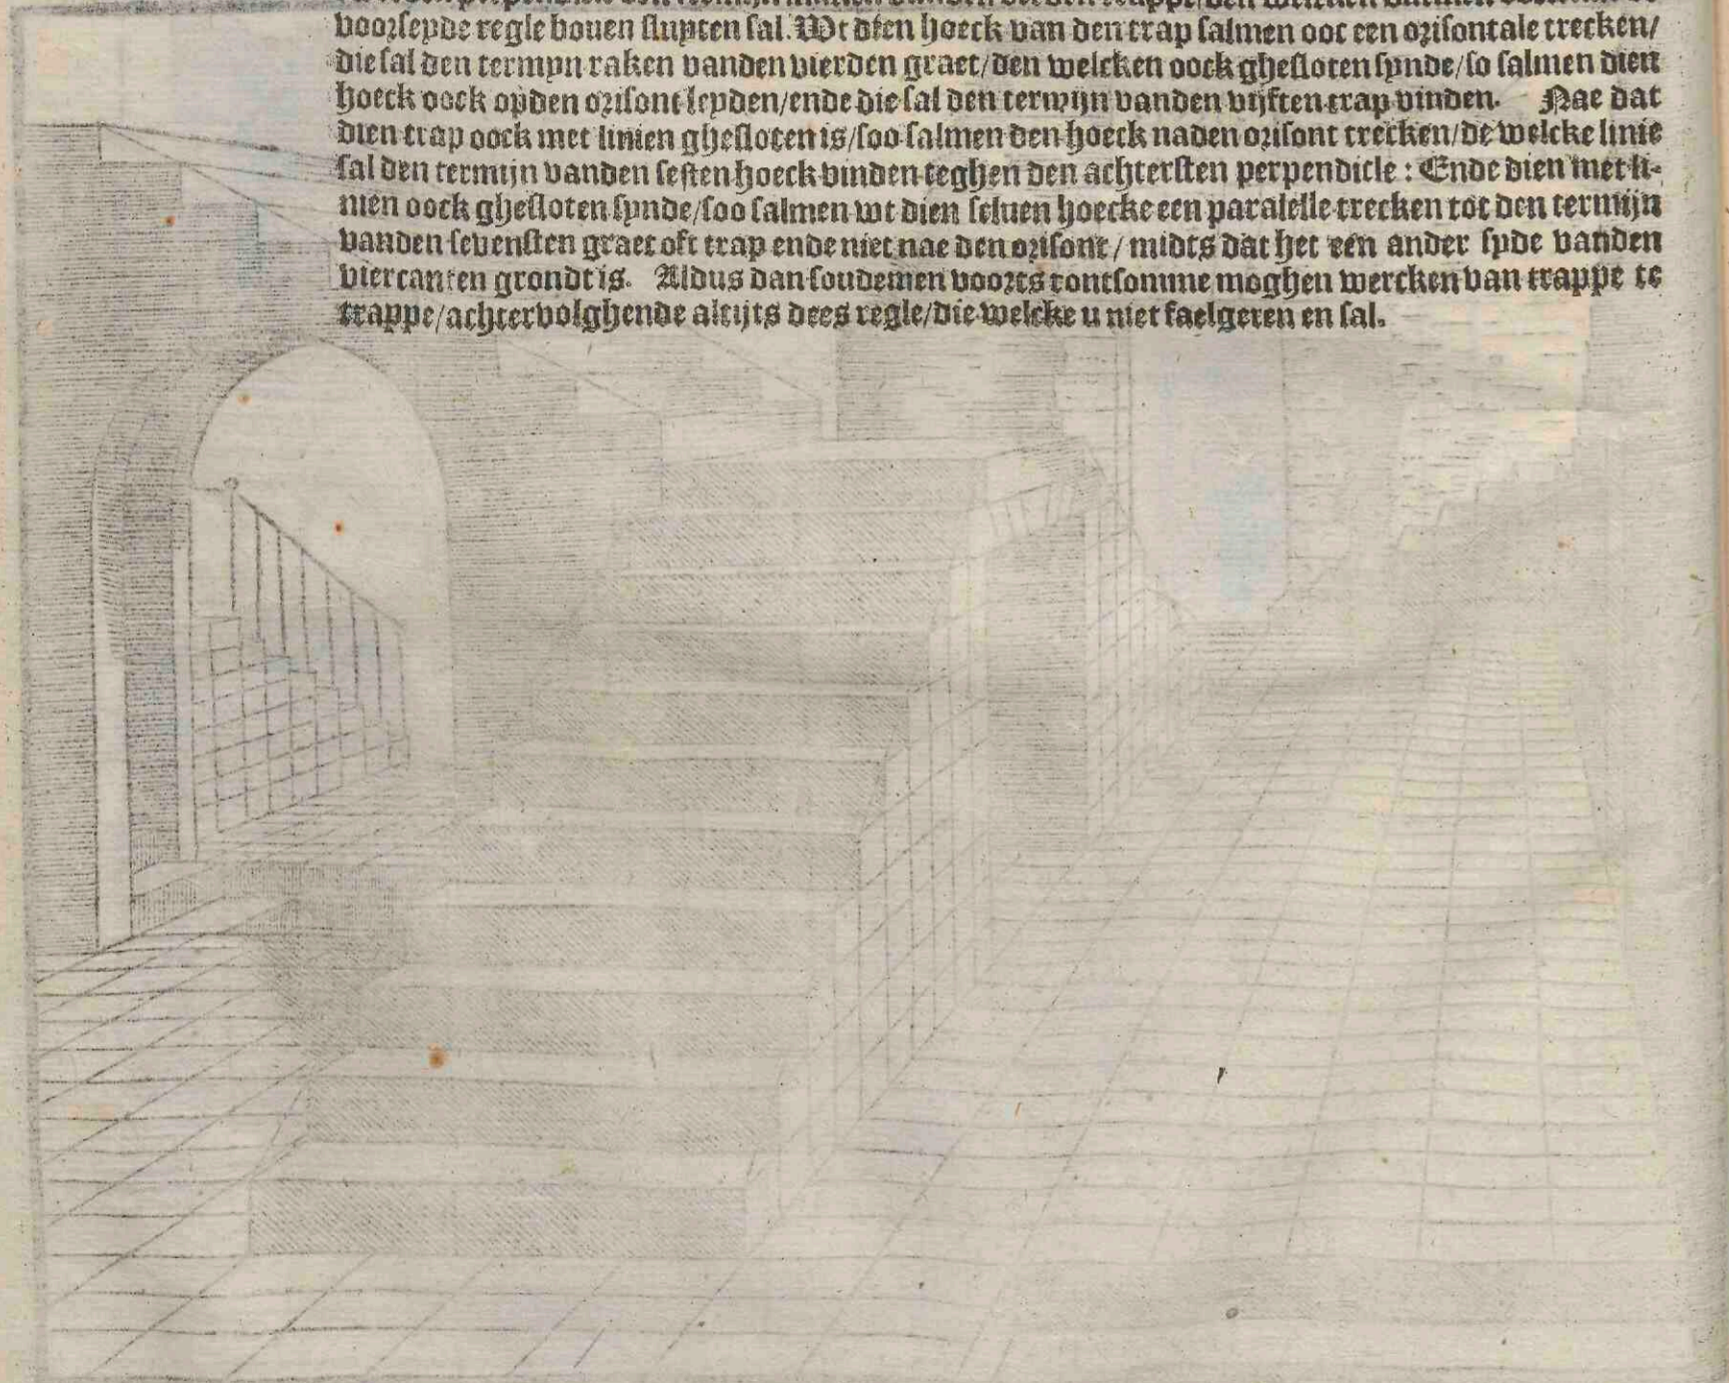 voorseyde regle bouen sluyten sal. Wt dien hoeck van den trap salmen ooc een orisontale trecken/
die sal den termyn raken vanden vierden graet/den welcken oock ghesloten synde/so salmen dien
hoeck oock opden orisont leyden/ende die sal den termijn vanden vijften trap vinden. Nae dat
dien trap oock met linien ghesloten is/soo salmen den hoeck naden orisont trecken/de welcke linie
sal den termijn vanden sesten hoeck vinden teghen den achtersten perpendicle : Ende dien met li-
nien oock ghesloten synde/soo salmen wt dien seluen hoecke een paralelle trecken tot den termijn
vanden sevensten graet oft trap ende niet nae den orisont / midts dat het een ander syde vanden
viercanten grondt is. Aldus dan soudemen voorts rontsomme moghen wercken van trappe te
trappe/achtervolghende altijts dees regle/die welcke u niet faelgeren en sal.